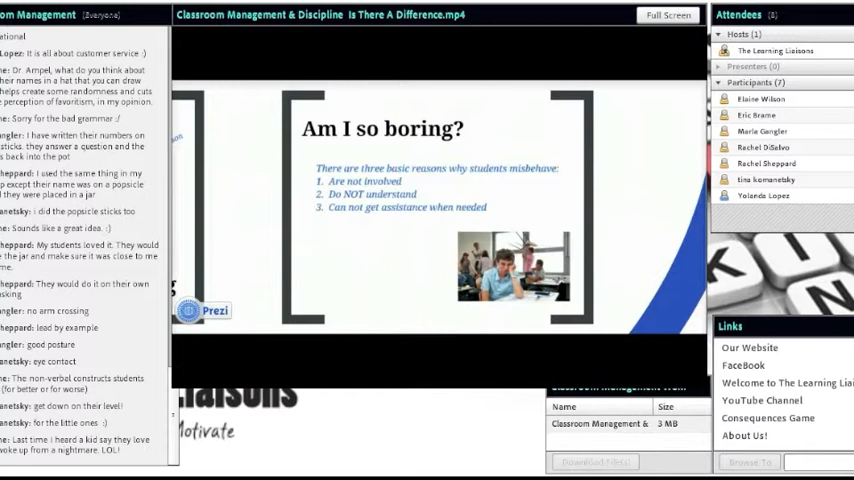 om Management (Everyone)
ational
Lopez: It is all about customer service :)
ne: Dr. Ampel, what do you think about
their names in a hat that you can draw
helps create some randomness and cuts
e perception of favoritism, in my opinion.
ne: Sorry for the bad grammar :/
angler: I have written their numbers on
sticks. they answer a question and the
s back into the pot
heppard: I used the same thing in my
p except their name was on a popsicle
d they were placed in a jar
anetsky: i did the popsicle sticks too
ne: Sounds like a great idea. :)
heppard: My students loved it. They would
e the jar and make sure it was close to me
me.
heppard: They would do it on their own
asking
angler: no arm crossing
heppard: lead by example
angler: good posture
anetsky: eye contact
ne: The non-verbal constructs students
(for better or for worse)
anetsky: get down on their level!
anetsky: for the little ones :)
ne: Last time I heard a kid say they love
woke up from a nightmare. LOL!
Classroom Management & Discipline Is There A Difference.mp4
Full Screen
Am I so boring?
There are three basic reasons why students misbehave:
1. Are not involved
2. Do NOT understand
3. Can not get assistance when needed
Prezi
Liaisons
Motivate
Classroom Management Wor
Name Size
Classroom Management & 3 MB
Download File(s)
Attendees (8)
Hosts (1)
The Learning Liaisons
Presenters (0)
Participants (7)
Elaine Wilson
Eric Brame
Marla Gangler
Rachel DiSalvo
Rachel Sheppard
tina komanetsky
Yolanda Lopez
KIN
Links
Our Website
FaceBook
Welcome to The Learning Liai
YouTube Channel
Consequences Game
About Us!
Browse To